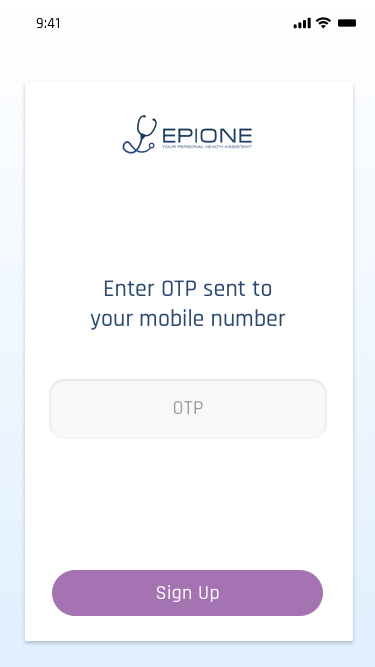 9:41
EPIONE
YOUR PERSONAL HEALTH ASSISTANT
Enter OTP sent to
your mobile number
OTP
Sign Up